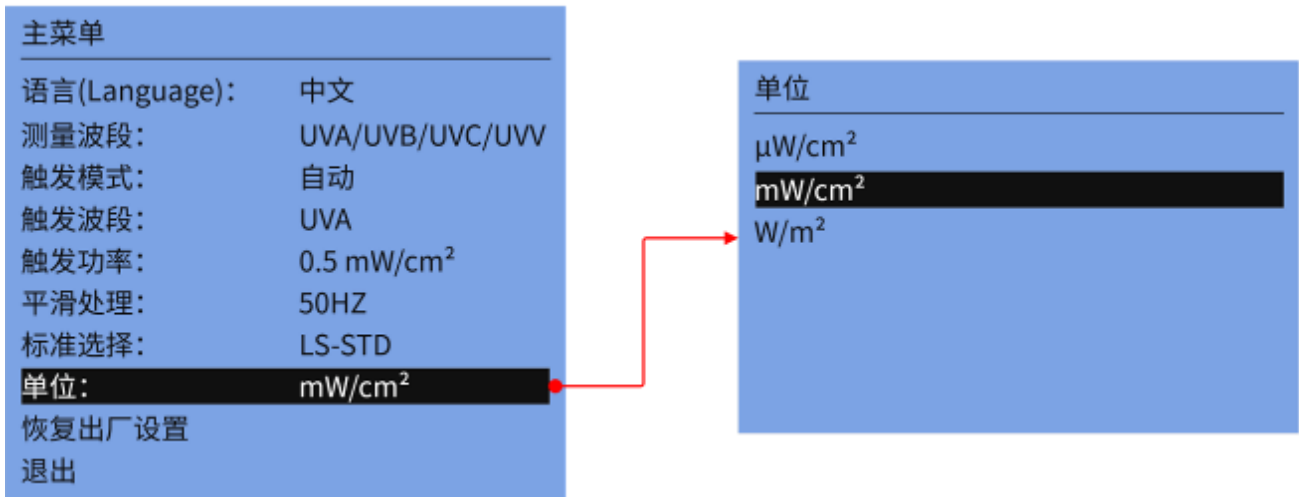 主菜单
语言(Language)： 中文
测量波段： UVA/UVB/UVC/UVV
触发模式： 自动
触发波段： UVA
触发功率： 0.5 mW/cm²
平滑处理： 50HZ
标准选择： LS-STD
单位： mW/cm²
恢复出厂设置
退出
单位
μW/cm²
mW/cm²
W/m²